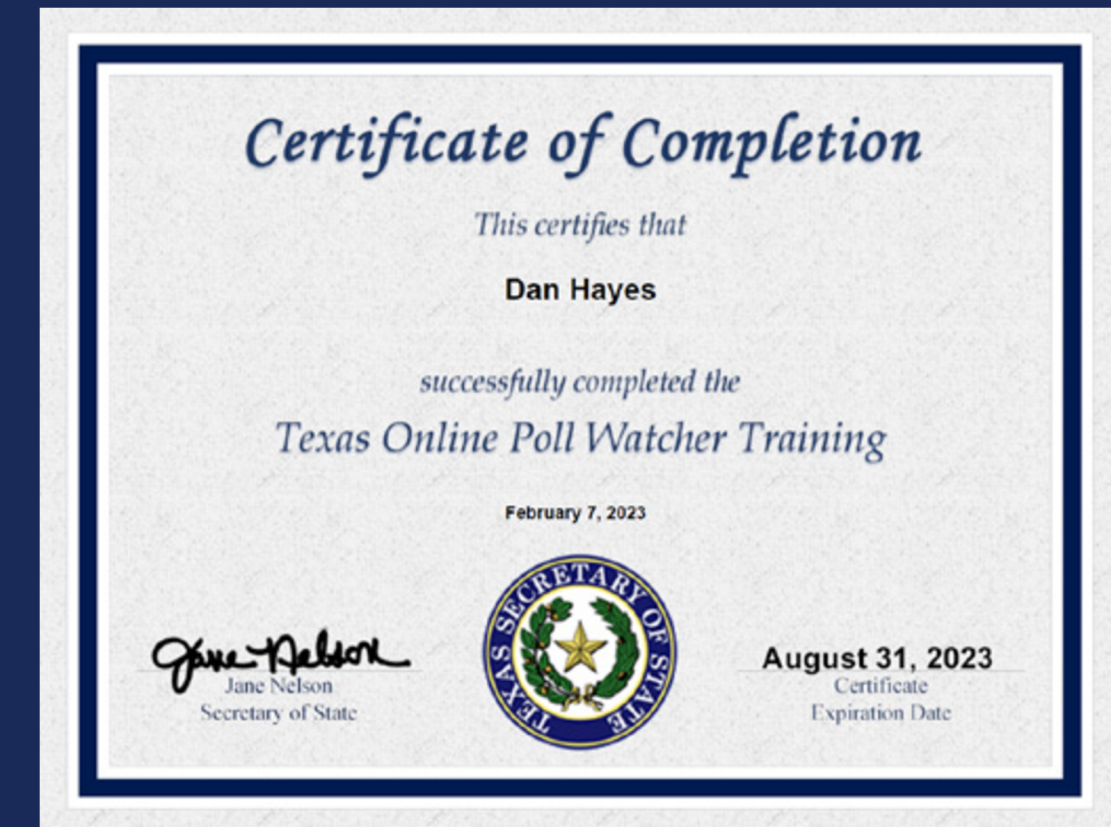 Certificate of Completion
This certifies that
Dan Hayes
successfully completed the
Texas Online Poll Watcher Training
February 7, 2023
TEXAS SECRETARY OF STATE
Jane Nelson
Jane Nelson
Secretary of State
August 31, 2023
Certificate
Expiration Date